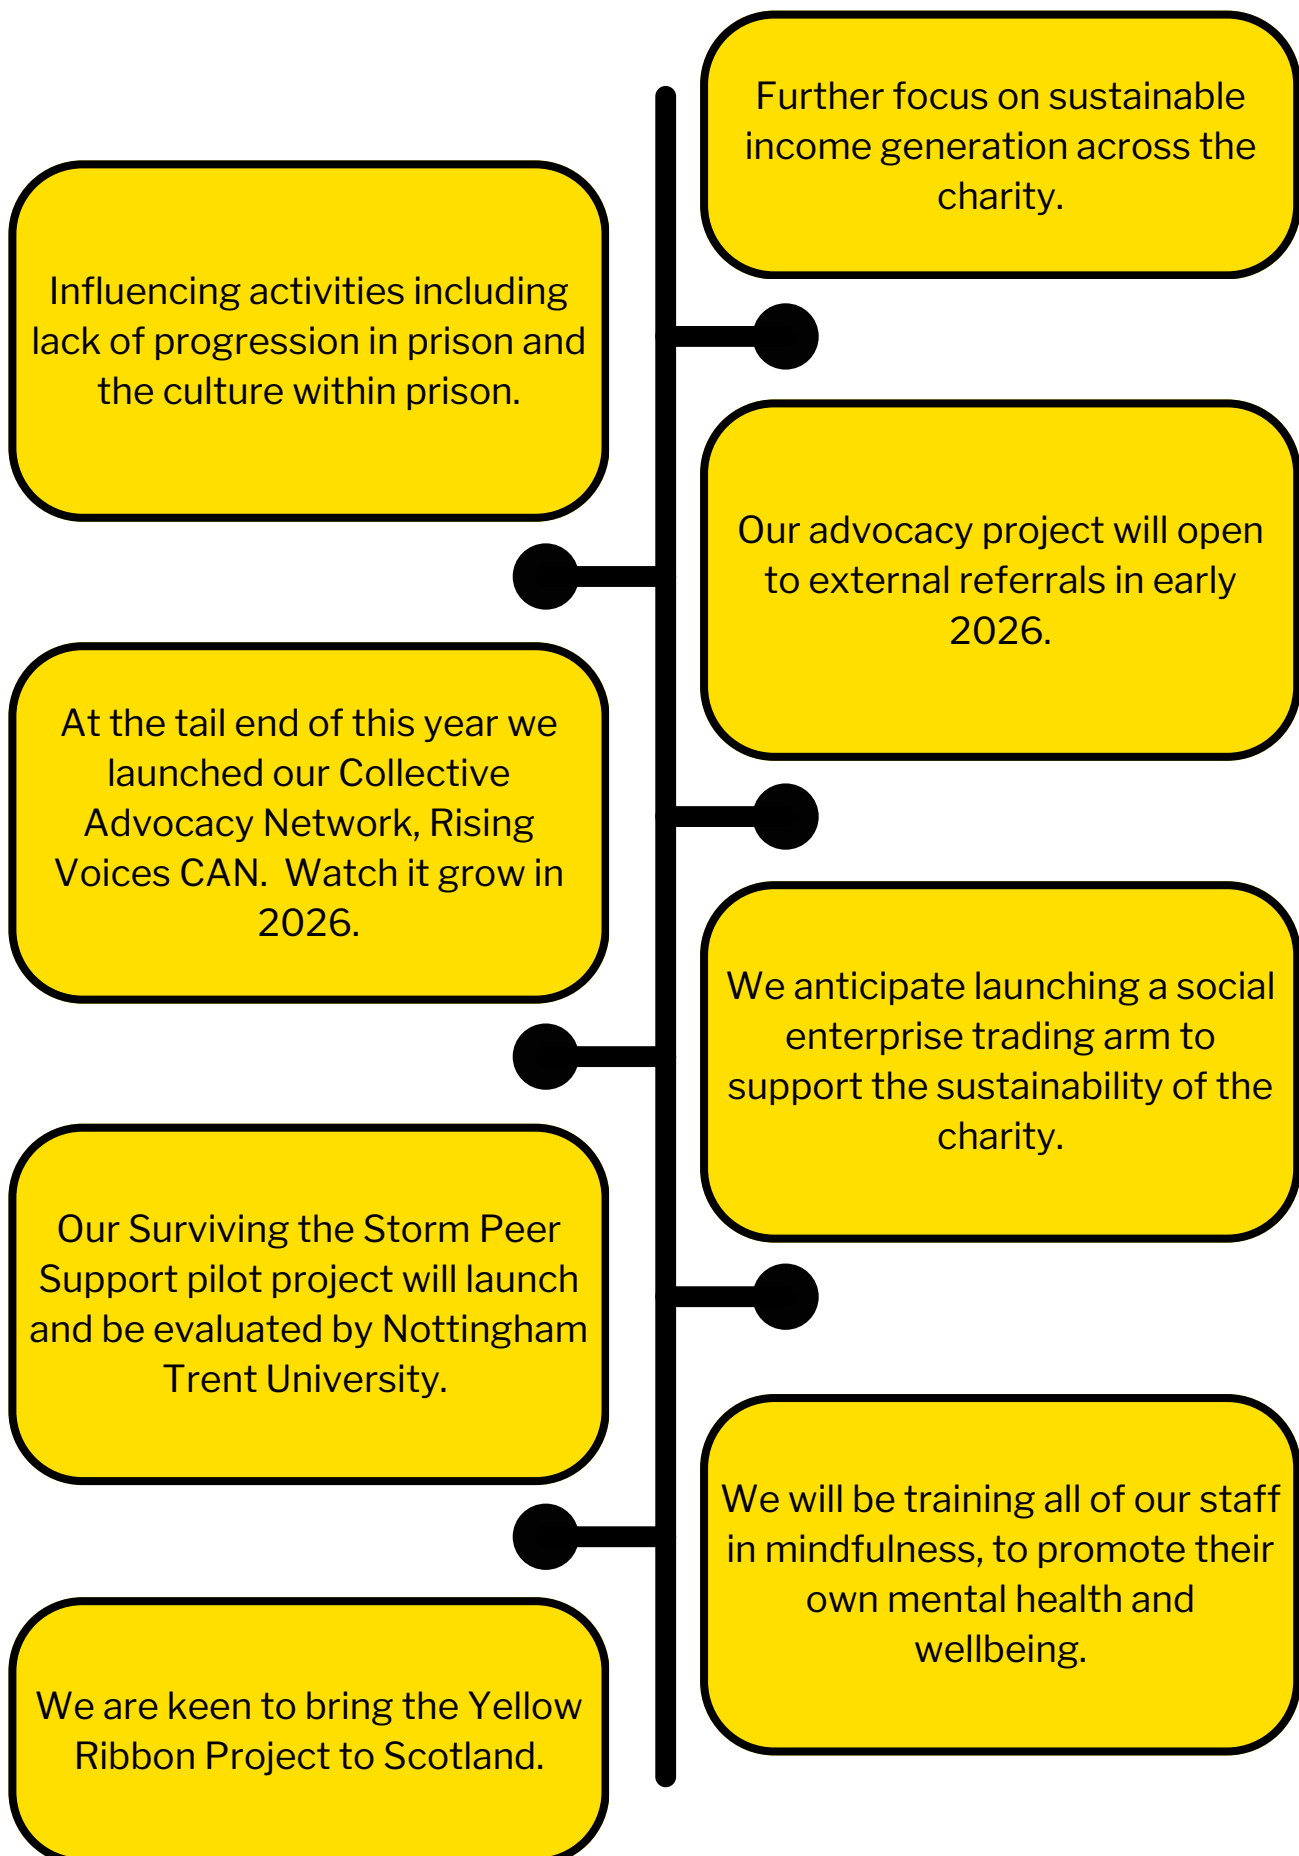 Further focus on sustainable
income generation across the
charity.
Influencing activities including
lack of progression in prison and
the culture within prison.
Our advocacy project will open
to external referrals in early
2026.
At the tail end of this year we
launched our Collective
Advocacy Network, Rising
Voices CAN.  Watch it grow in
2026.
We anticipate launching a social
enterprise trading arm to
support the sustainability of the
charity.
Our Surviving the Storm Peer
Support pilot project will launch
and be evaluated by Nottingham
Trent University.
We will be training all of our staff
in mindfulness, to promote their
own mental health and
wellbeing.
We are keen to bring the Yellow
Ribbon Project to Scotland.